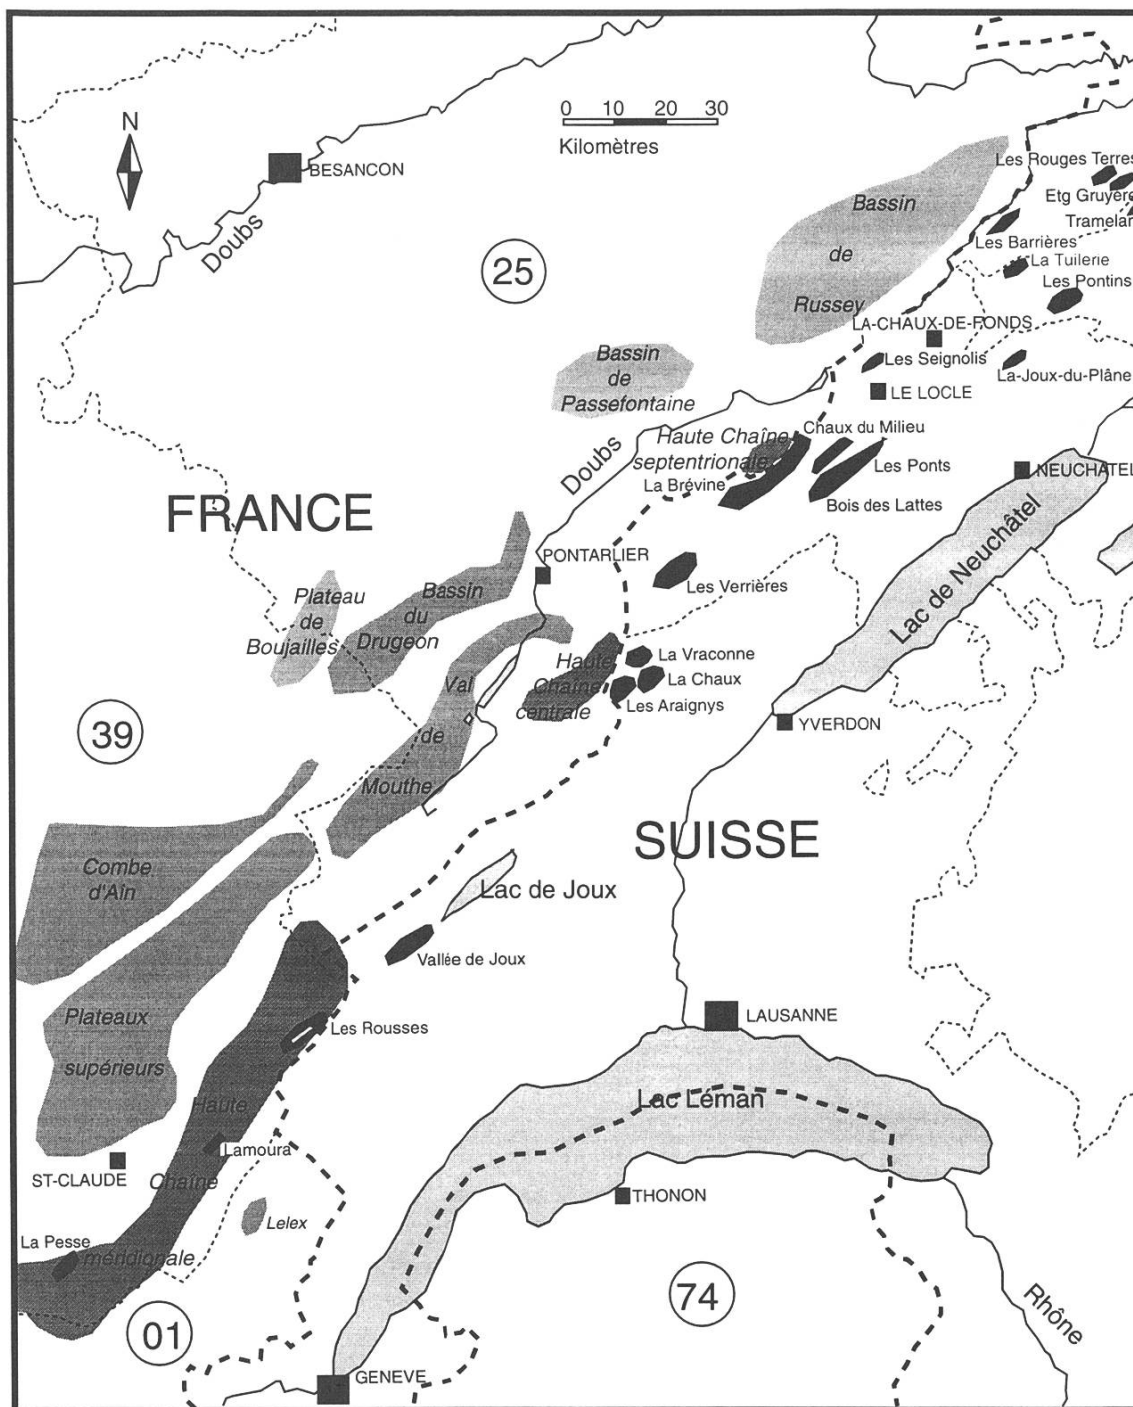 N
0 10 20 30
Kilomètres
BESANCON
Doubs
25
Bassin
de
Russey
Les Rouges Terres
Etg Gruyère
Tramelan
Les Barrières
La Tuilerie
Les Pontins
LA-CHAUX-DE-FONDS
Les Seignolis
La-Joux-du-Plâne
LE LOCLE
Bassin
de
Passefontaine
Doubs
Haute Chaîne
septentrionale
Chaux du Milieu
Les Ponts
La Brévine
Bois des Lattes
NEUCHATEL
Lac de Neuchâtel
FRANCE
PONTARLIER
Les Verrières
Plateau
de
Boujailles
Bassin
du
Drugeon
Val
de
Mouthe
Haute
Chaîne
centrale
La Vraconne
La Chaux
Les Araignys
YVERDON
39
SUISSE
Combe
d'Ain
Lac de Joux
Vallée de Joux
Plateaux
supérieurs
Les Rousses
LAUSANNE
Lac Léman
Haute
Chaîne
méridionale
Lamoura
ST-CLAUDE
THONON
Lelex
La Pesse
74
01
Rhône
GENEVE